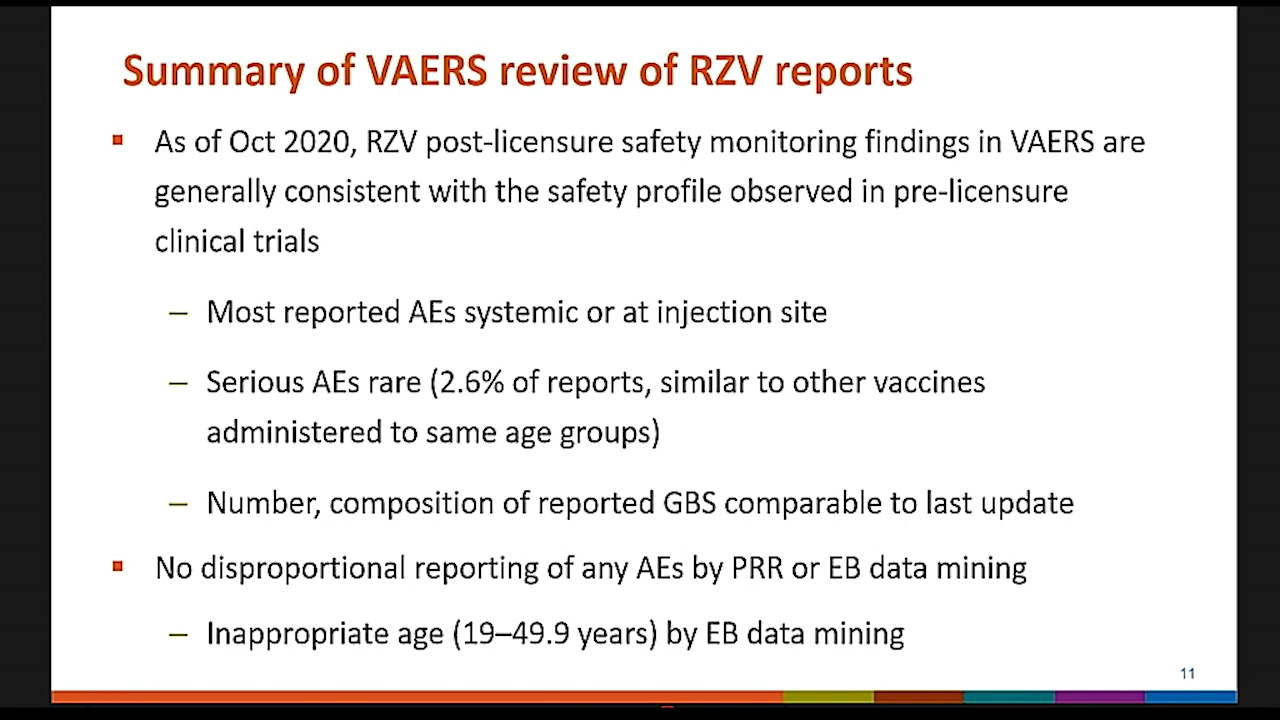 Summary of VAERS review of RZV reports
▪ As of Oct 2020, RZV post-licensure safety monitoring findings in VAERS are
generally consistent with the safety profile observed in pre-licensure
clinical trials
– Most reported AEs systemic or at injection site
– Serious AEs rare (2.6% of reports, similar to other vaccines
administered to same age groups)
– Number, composition of reported GBS comparable to last update
▪ No disproportional reporting of any AEs by PRR or EB data mining
– Inappropriate age (19–49.9 years) by EB data mining
11